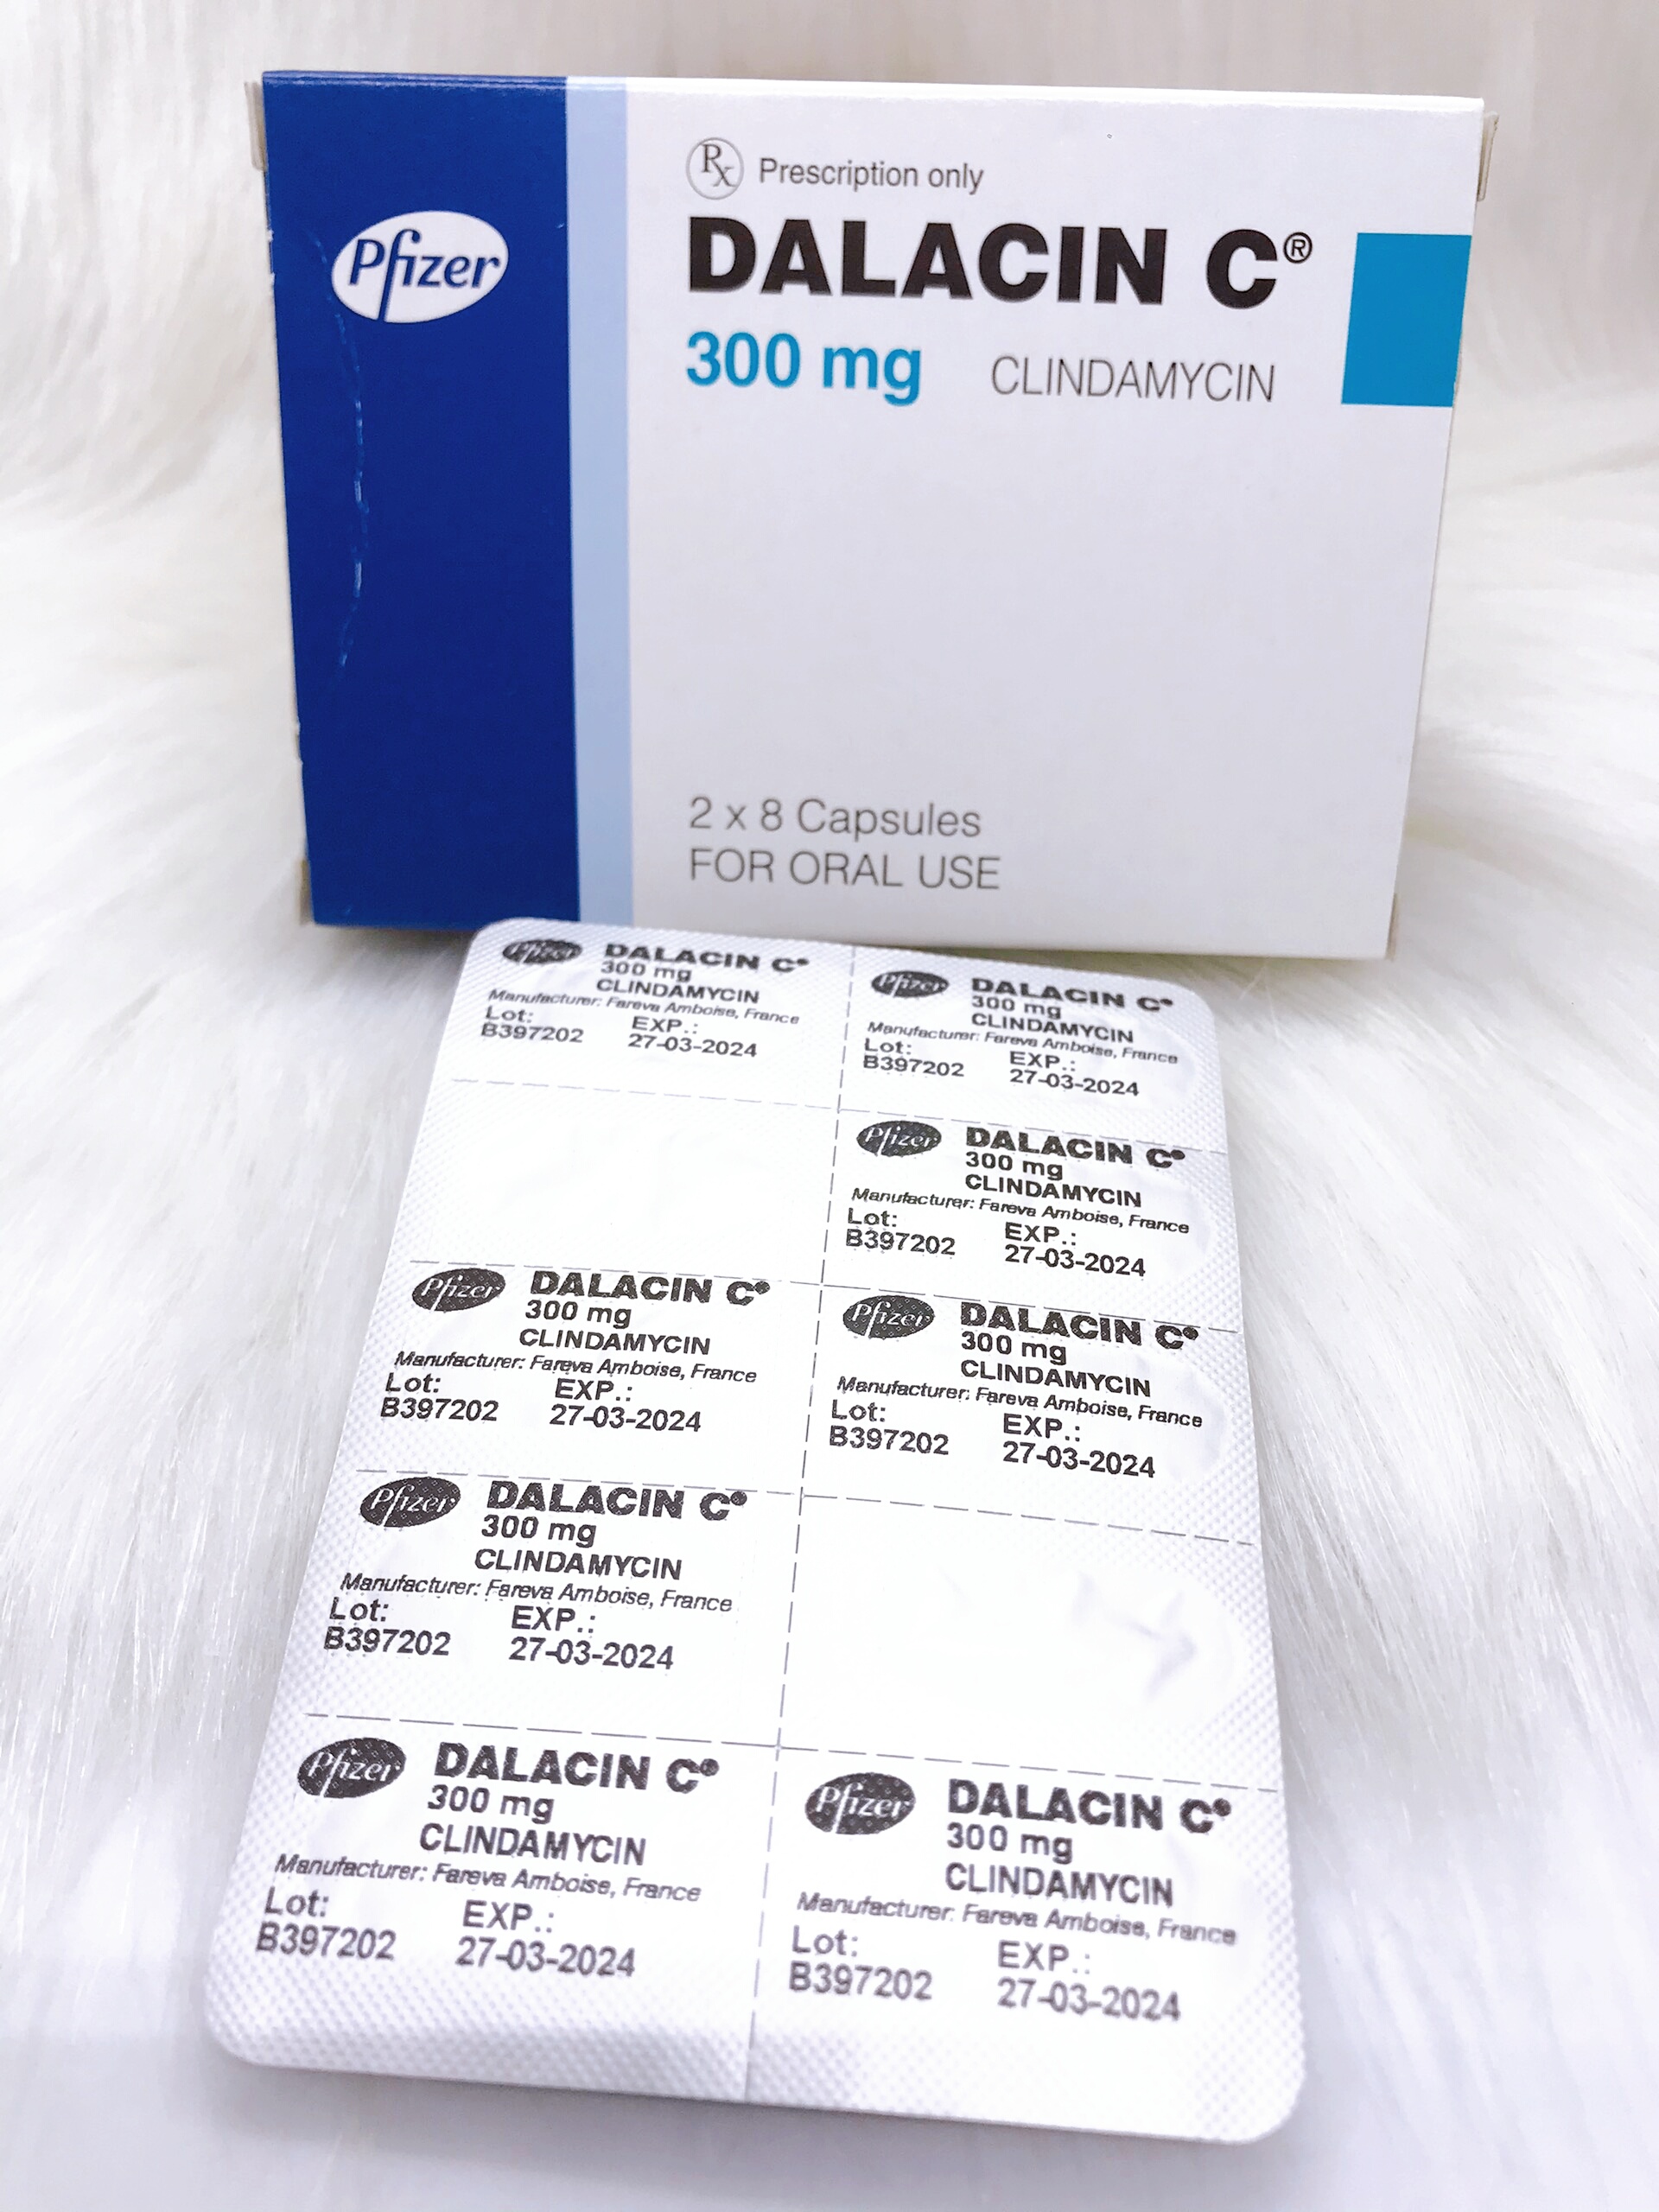 Pfizer
Rx Prescription only
DALACIN C®
300 mg CLINDAMYCIN
2 x 8 Capsules
FOR ORAL USE
Pfizer DALACIN C®
300 mg
CLINDAMYCIN
Manufacturer: Fareva Amboise, France
Lot: EXP.:
B397202 27-03-2024
Pfizer DALACIN C®
300 mg
CLINDAMYCIN
Manufacturer: Fareva Amboise, France
Lot: EXP.:
B397202 27-03-2024
Pfizer DALACIN C®
300 mg
CLINDAMYCIN
Manufacturer: Fareva Amboise, France
Lot: EXP.:
B397202 27-03-2024
Pfizer DALACIN C®
300 mg
CLINDAMYCIN
Manufacturer: Fareva Amboise, France
Lot: EXP.:
B397202 27-03-2024
Pfizer DALACIN C®
300 mg
CLINDAMYCIN
Manufacturer: Fareva Amboise, France
Lot: EXP.:
B397202 27-03-2024
Pfizer DALACIN C®
300 mg
CLINDAMYCIN
Manufacturer: Fareva Amboise, France
Lot: EXP.:
B397202 27-03-2024
Pfizer DALACIN C®
300 mg
CLINDAMYCIN
Manufacturer: Fareva Amboise, France
Lot: EXP.:
B397202 27-03-2024
Pfizer DALACIN C®
300 mg
CLINDAMYCIN
Manufacturer: Fareva Amboise, France
Lot: EXP.:
B397202 27-03-2024